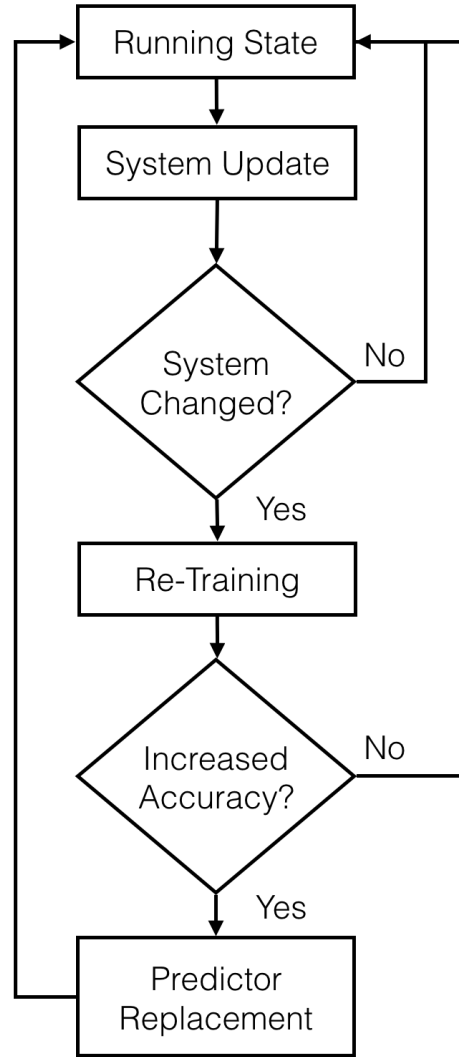 Running State
System Update
System
Changed?
No
Yes
Re-Training
Increased
Accuracy?
No
Yes
Predictor
Replacement